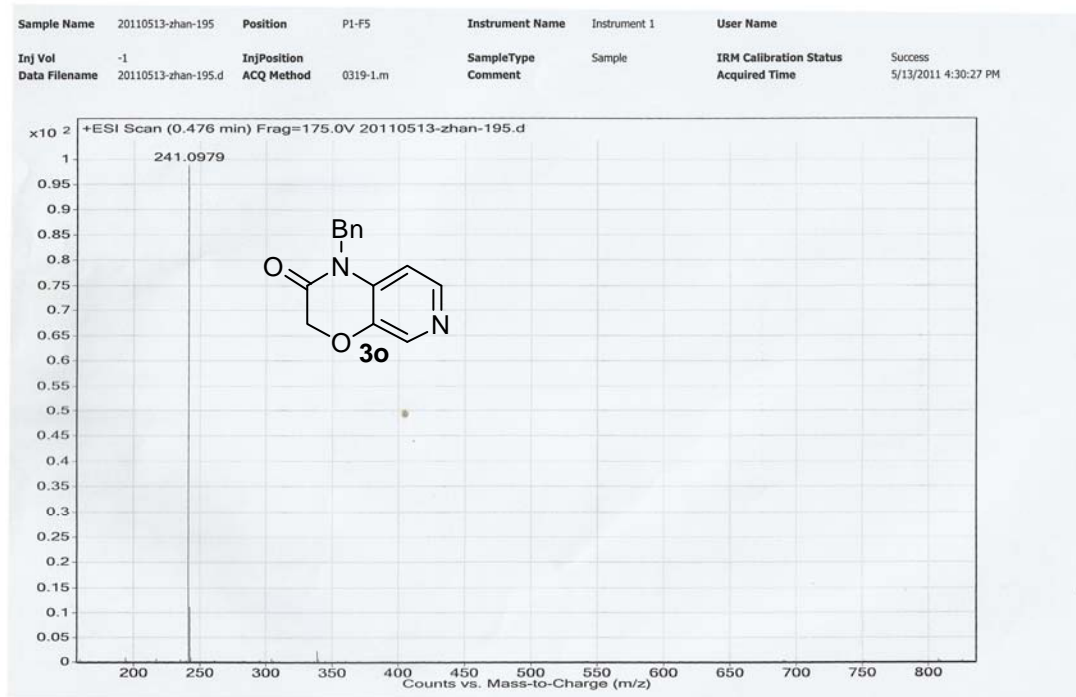 Sample Name 20110513-zhan-195 Position P1-F5 Instrument Name Instrument 1 User Name
Inj Vol -1 InjPosition SampleType Sample IRM Calibration Status Success
Data Filename 20110513-zhan-195.d ACQ Method 0319-1.m Comment Acquired Time 5/13/2011 4:30:27 PM
x10 2 +ESI Scan (0.476 min) Frag=175.0V 20110513-zhan-195.d
1
241.0979
0.95
0.9
0.85
0.8
0.75
0.7
0.65
0.6
0.55
0.5
0.45
0.4
0.35
0.3
0.25
0.2
0.15
0.1
0.05
0
Bn
O N
N
O
3o
200 250 300 350 400 450 500 550 600 650 700 750 800
Counts vs. Mass-to-Charge (m/z)